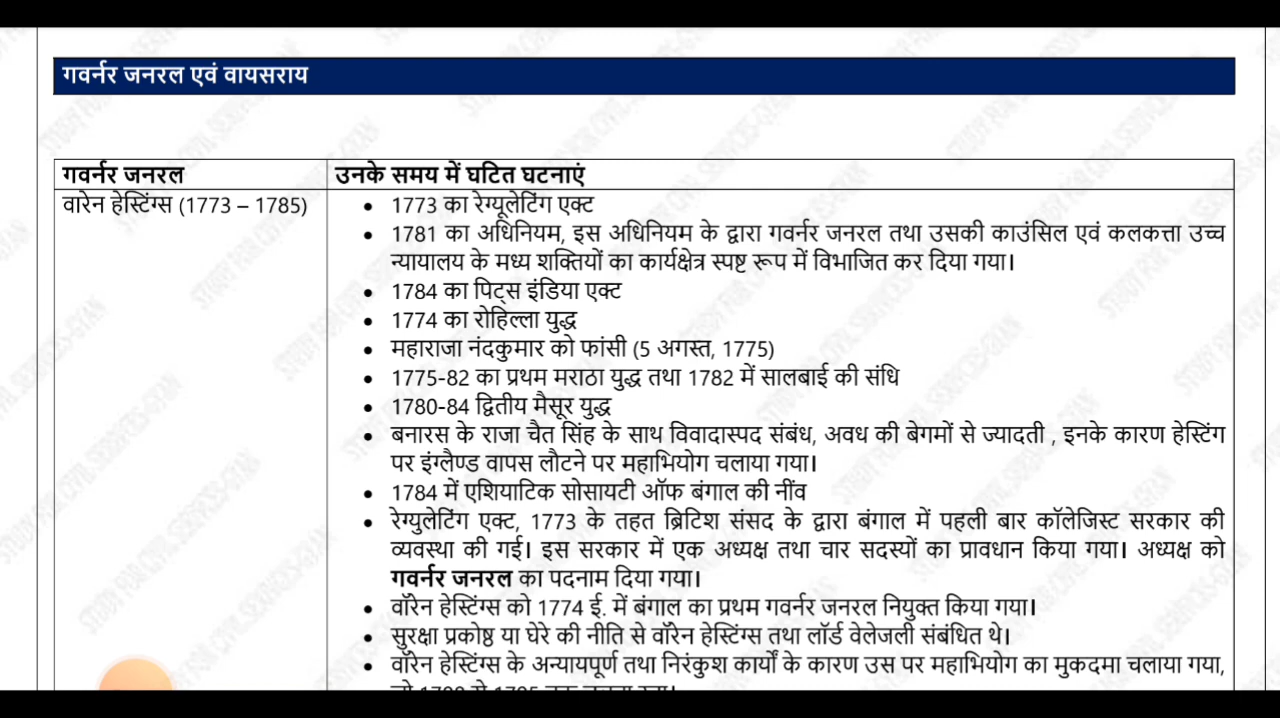 गवर्नर जनरल एवं वायसराय
गवर्नर जनरल
उनके समय में घटित घटनाएं
वारेन हेस्टिंग्स (1773 – 1785)
• 1773 का रेग्यूलेटिंग एक्ट
• 1781 का अधिनियम, इस अधिनियम के द्वारा गवर्नर जनरल तथा उसकी काउंसिल एवं कलकत्ता उच्च
न्यायालय के मध्य शक्तियों का कार्यक्षेत्र स्पष्ट रूप में विभाजित कर दिया गया।
• 1784 का पिट्स इंडिया एक्ट
• 1774 का रोहिल्ला युद्ध
• महाराजा नंदकुमार को फांसी (5 अगस्त, 1775)
• 1775-82 का प्रथम मराठा युद्ध तथा 1782 में सालबाई की संधि
• 1780-84 द्वितीय मैसूर युद्ध
• बनारस के राजा चैत सिंह के साथ विवादास्पद संबंध, अवध की बेगमों से ज्यादती , इनके कारण हेस्टिंग
पर इंग्लैण्ड वापस लौटने पर महाभियोग चलाया गया।
• 1784 में एशियाटिक सोसायटी ऑफ बंगाल की नींव
• रेग्युलेटिंग एक्ट, 1773 के तहत ब्रिटिश संसद के द्वारा बंगाल में पहली बार कॉलेजिस्ट सरकार की
व्यवस्था की गई। इस सरकार में एक अध्यक्ष तथा चार सदस्यों का प्रावधान किया गया। अध्यक्ष को
गवर्नर जनरल का पदनाम दिया गया।
• वॉरेन हेस्टिंग्स को 1774 ई. में बंगाल का प्रथम गवर्नर जनरल नियुक्त किया गया।
• सुरक्षा प्रकोष्ठ या घेरे की नीति से वॉरेन हेस्टिंग्स तथा लॉर्ड वेलेजली संबंधित थे।
• वॉरेन हेस्टिंग्स के अन्यायपूर्ण तथा निरंकुश कार्यों के कारण उस पर महाभियोग का मुकदमा चलाया गया,